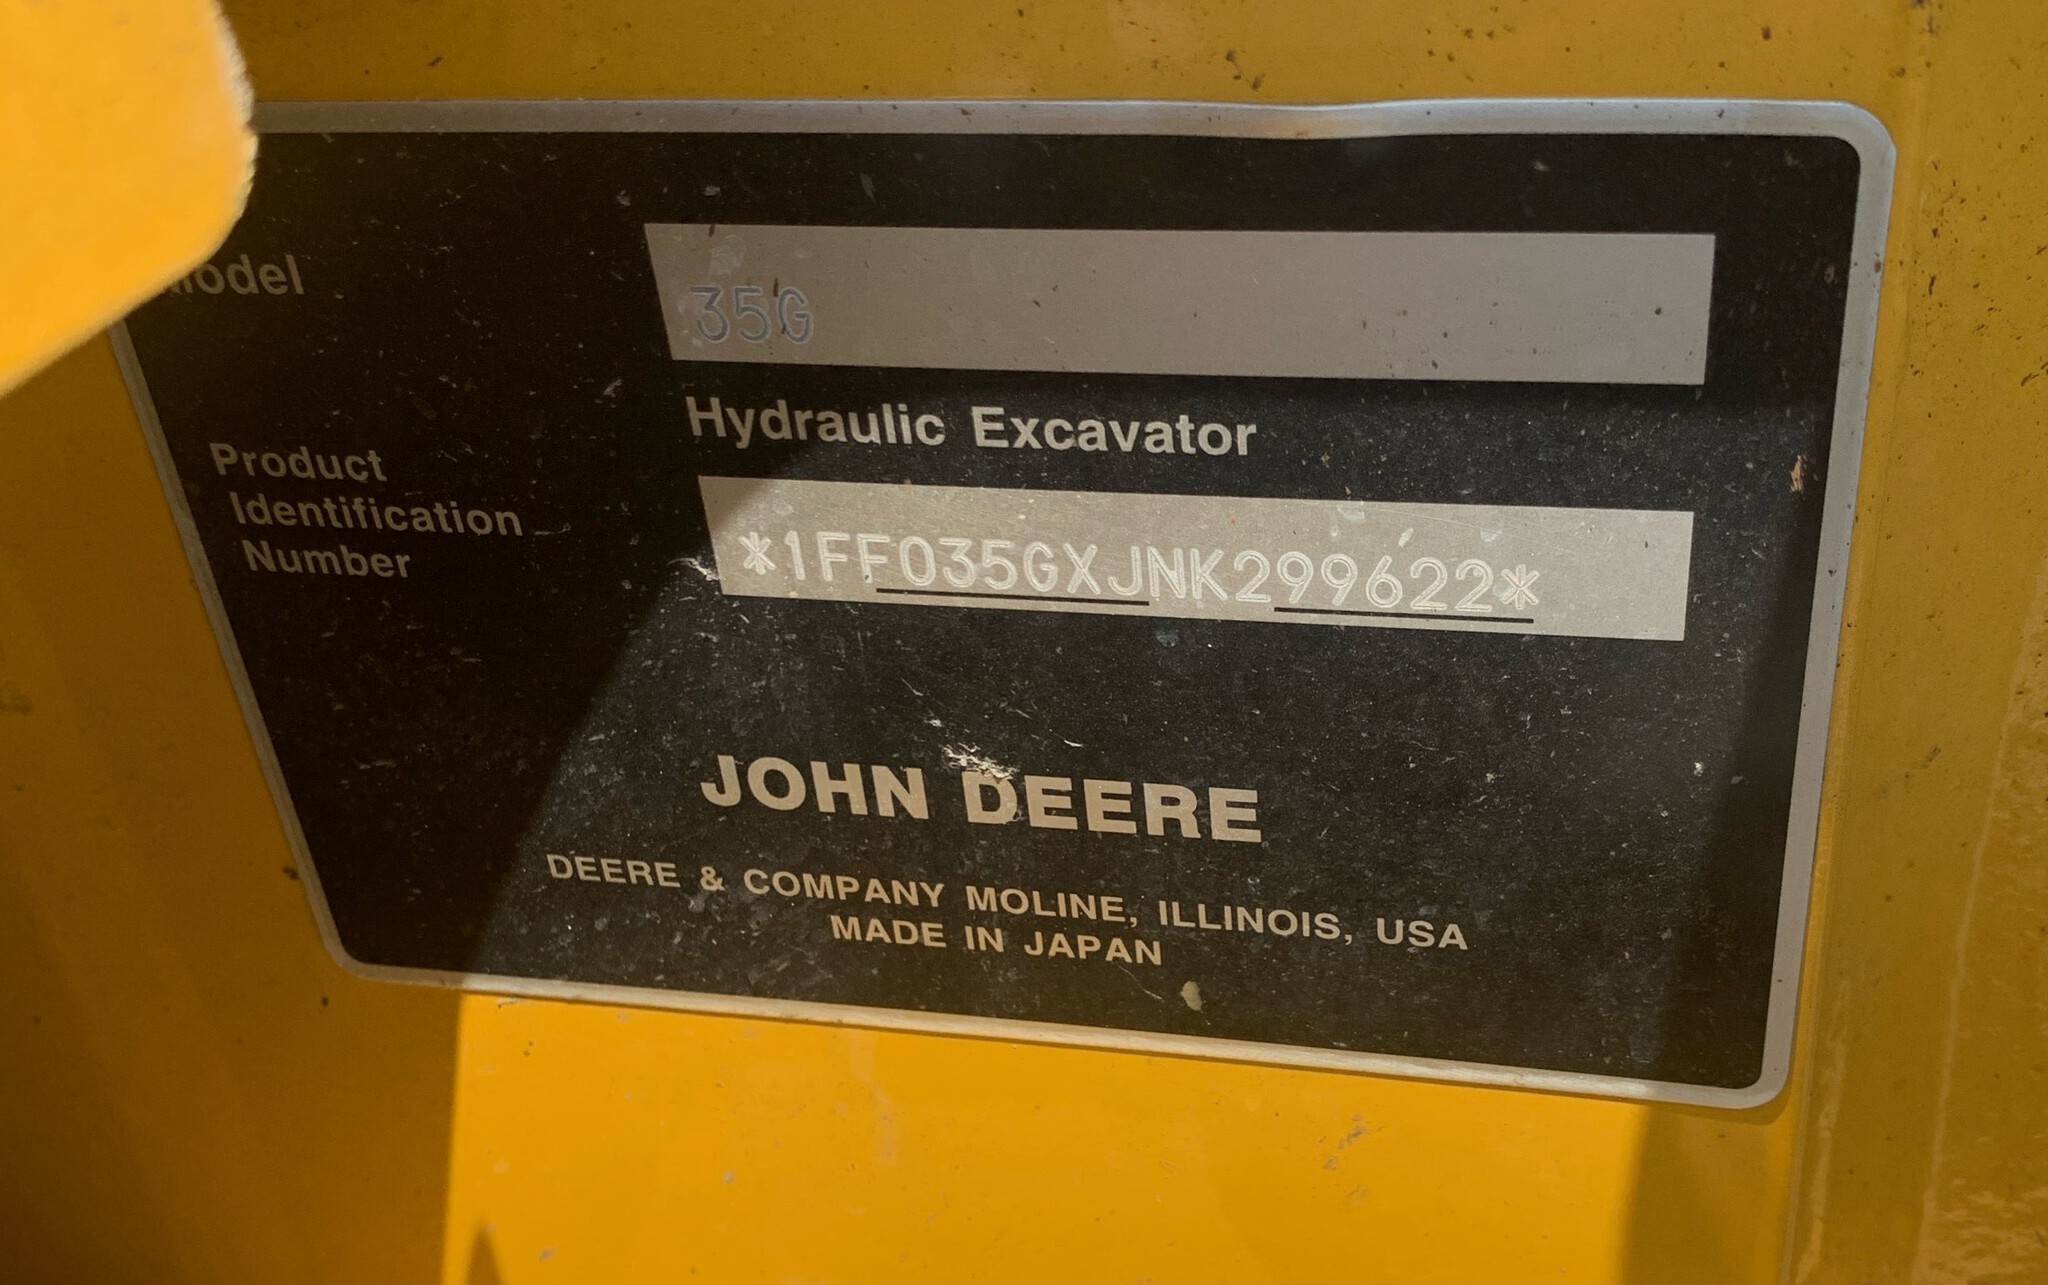 Model
35G
Hydraulic Excavator
Product
Identification
Number
*1FF035GXJNK299622*
JOHN DEERE
DEERE & COMPANY MOLINE, ILLINOIS, USA
MADE IN JAPAN